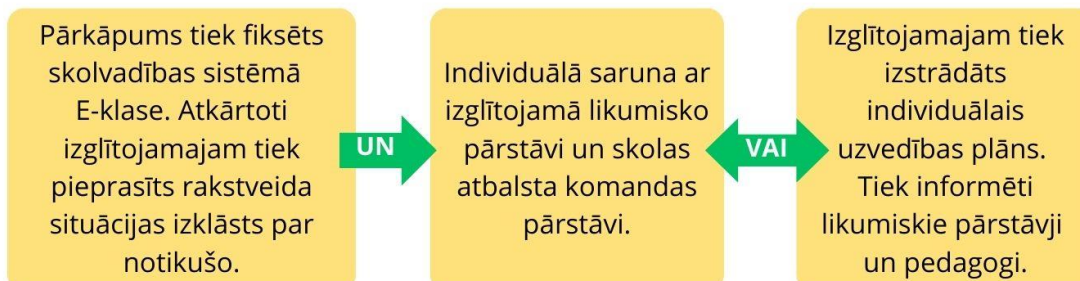 Pārkāpums tiek fiksēts
skolvadības sistēmā
E-klase. Atkārtoti
izglītojamajam tiek
pieprasīts rakstveida
situācijas izklāsts par
notikušo.
UN
Individuālā saruna ar
izglītojamā likumisko
pārstāvi un skolas
atbalsta komandas
pārstāvi.
VAI
Izglītojamajam tiek
izstrādāts
individuālais
uzvedības plāns.
Tiek informēti
likumiskie pārstāvji
un pedagogi.